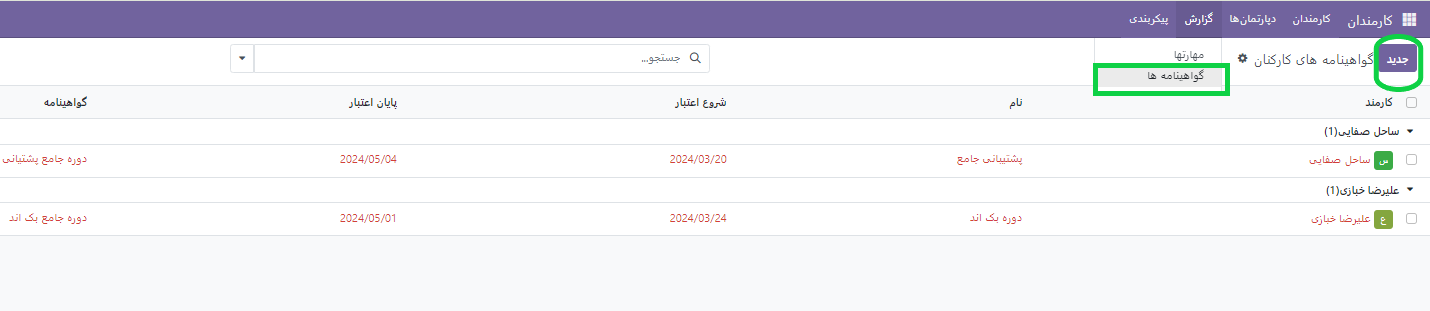 کارمندان کارمندان دپارتمان‌ها گزارش پیکربندی
جدید گواهینامه های کارکنان جستجو...
مهارتها
گواهینامه ها
کارمند نام شروع اعتبار پایان اعتبار گواهینامه
ساحل صفایی(1)
س ساحل صفایی پشتیبانی جامع 2024/03/20 2024/05/04 دوره جامع پشتیانی
علیرضا خبازی(1)
ع علیرضا خبازی دوره بک اند 2024/03/24 2024/05/01 دوره جامع بک اند